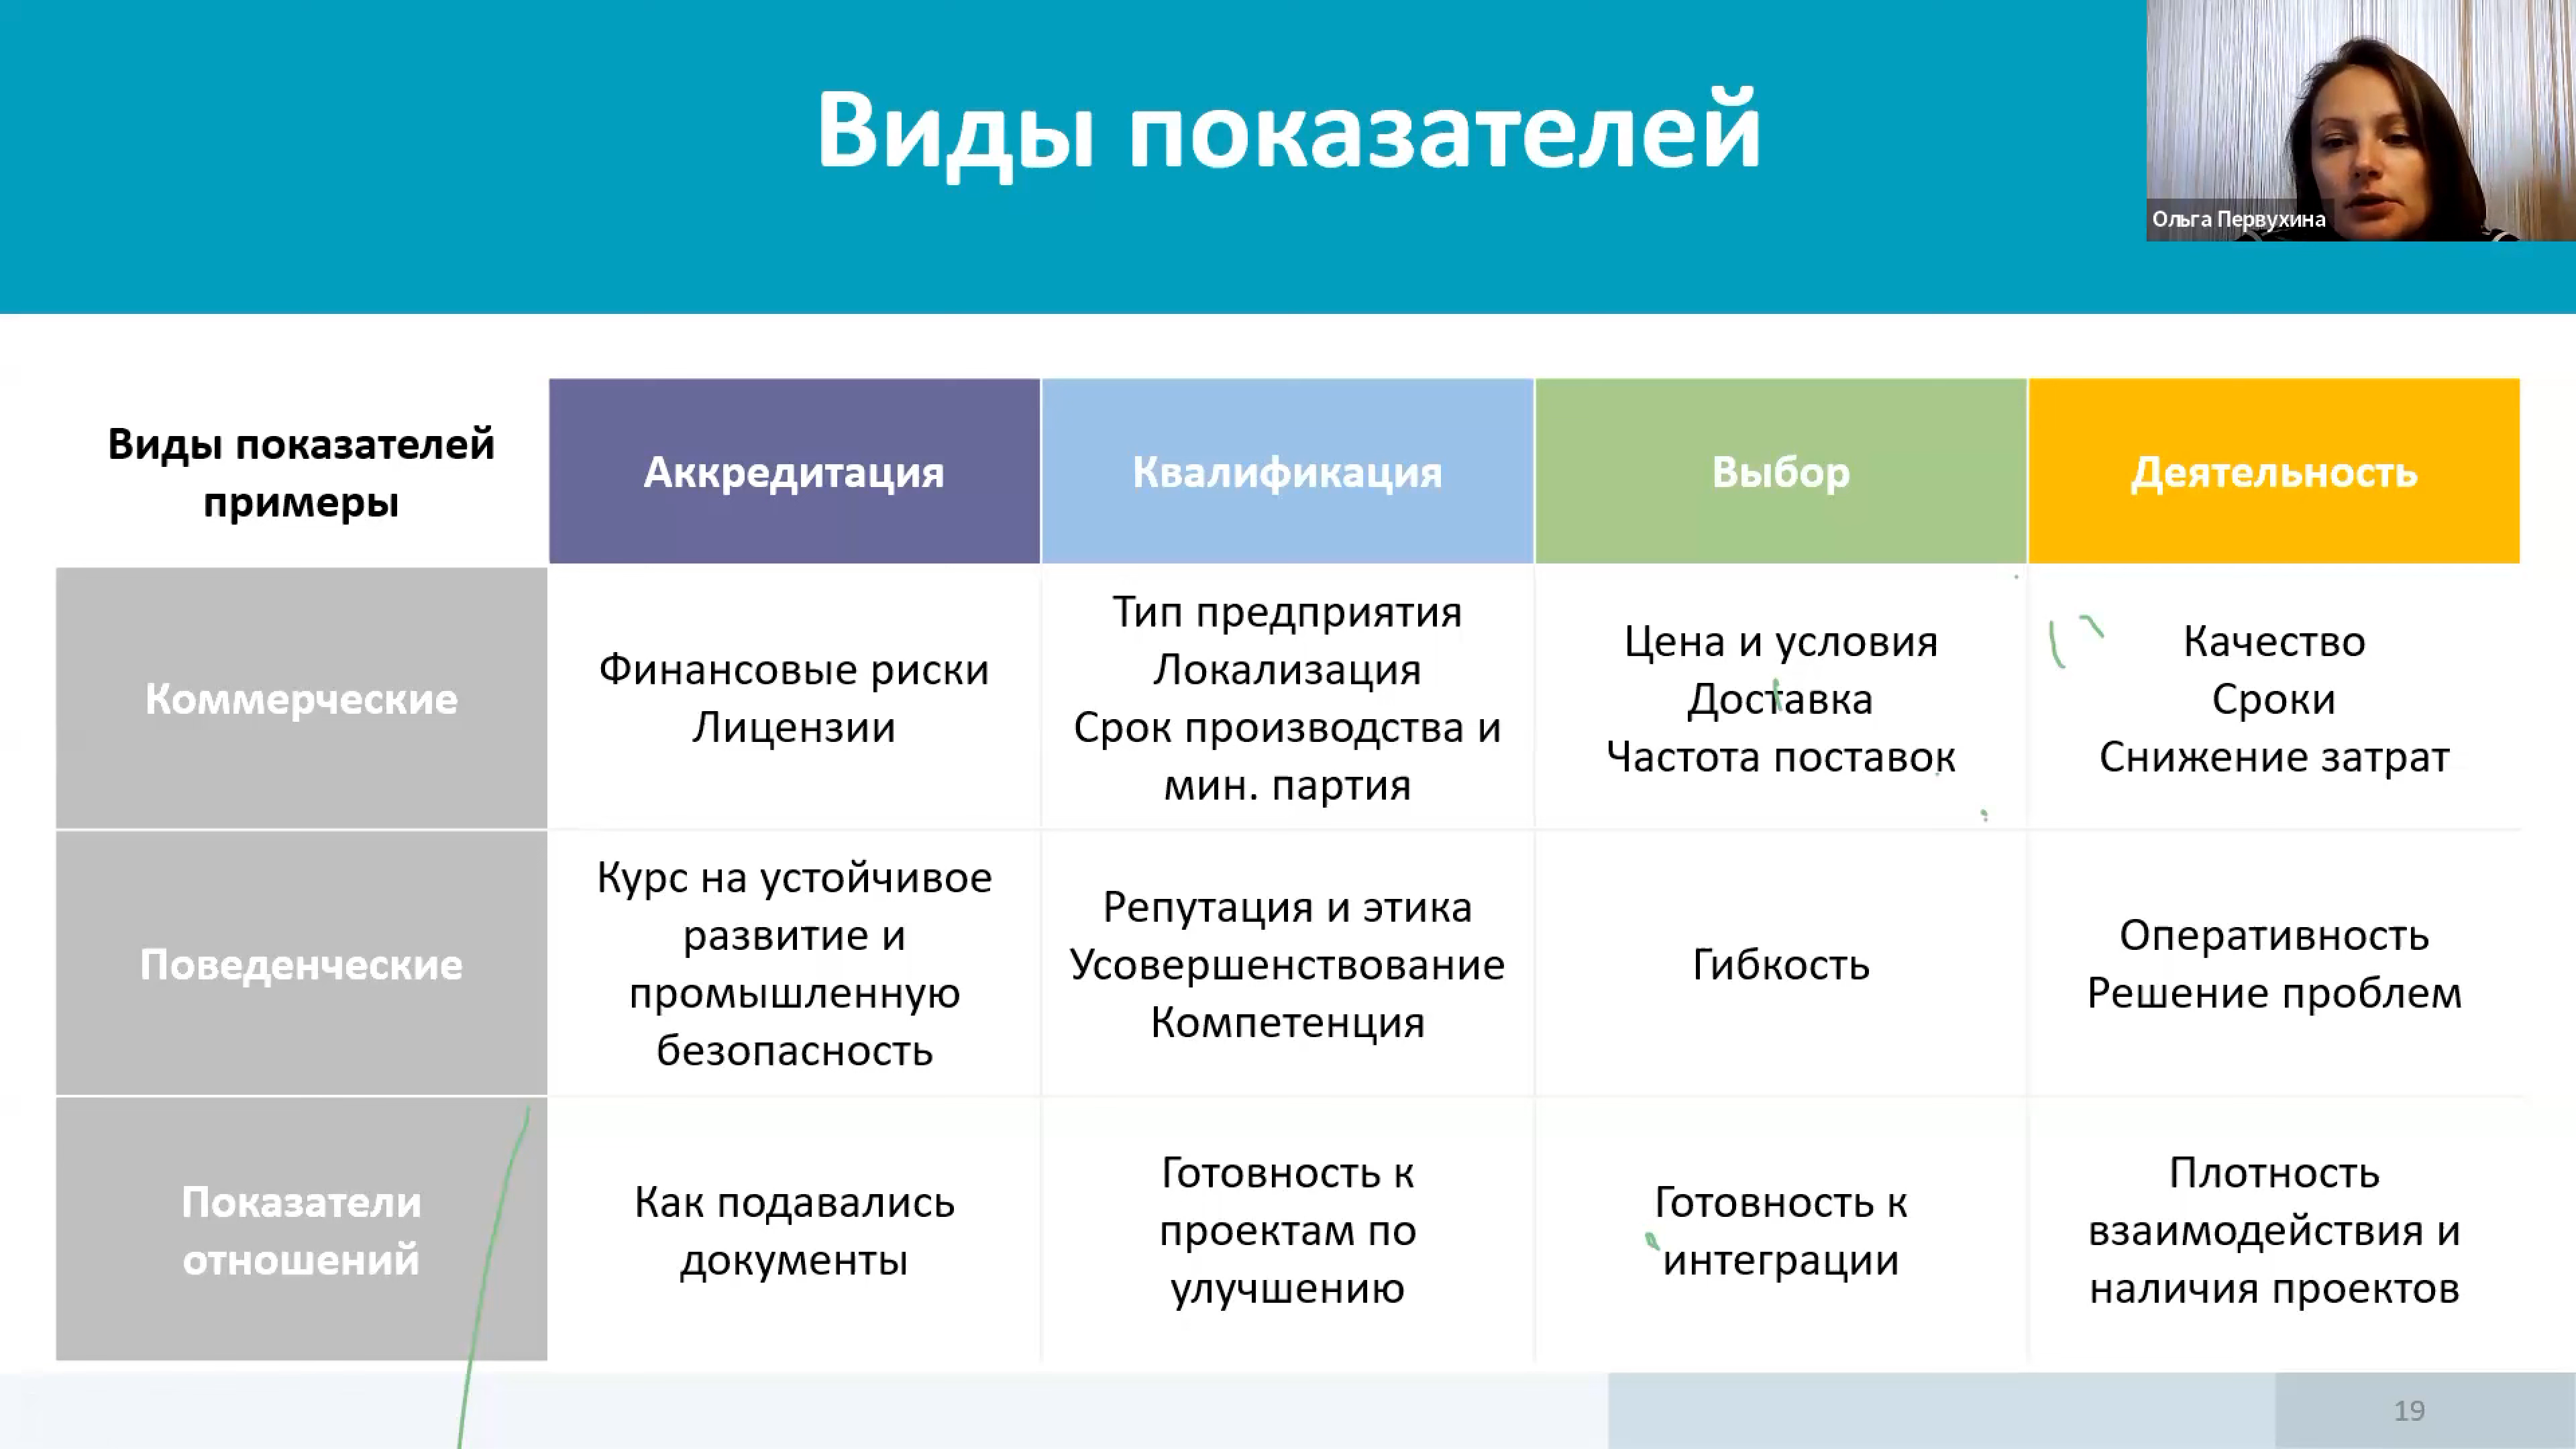 Виды показателей
Ольга Первухина
Виды показателей
примеры
Аккредитация
Квалификация
Выбор
Деятельность
Коммерческие
Финансовые риски
Лицензии
Тип предприятия
Локализация
Срок производства и
мин. партия
Цена и условия
Доставка
Частота поставок
Качество
Сроки
Снижение затрат
Поведенческие
Курс на устойчивое
развитие и
промышленную
безопасность
Репутация и этика
Усовершенствование
Компетенция
Гибкость
Оперативность
Решение проблем
Показатели
отношений
Как подавались
документы
Готовность к
проектам по
улучшению
Готовность к
интеграции
Плотность
взаимодействия и
наличия проектов
19